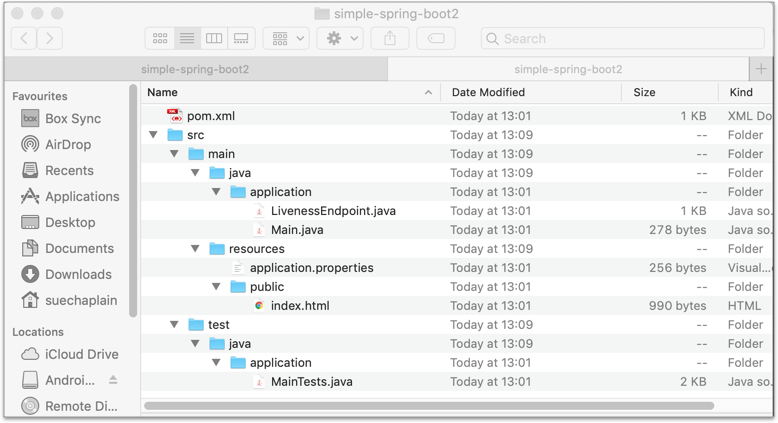 simple-spring-boot2
Search
simple-spring-boot2 simple-spring-boot2
Favourites
box Box Sync
AirDrop
Recents
Applications
Desktop
Documents
Downloads
suechaplain
Locations
iCloud Drive
Androi...
Remote Di...
Name Date Modified Size Kind
pom.xml Today at 13:01 1 KB XML Do
src Today at 13:09 -- Folder
main Today at 13:09 -- Folder
java Today at 13:09 -- Folder
application Today at 13:01 -- Folder
LivenessEndpoint.java Today at 13:01 1 KB Java so.
Main.java Today at 13:01 278 bytes Java so.
resources Today at 13:09 -- Folder
application.properties Today at 13:01 256 bytes Visual...
public Today at 13:01 -- Folder
index.html Today at 13:01 990 bytes HTML
test Today at 13:09 -- Folder
java Today at 13:09 -- Folder
application Today at 13:01 -- Folder
MainTests.java Today at 13:01 2 KB Java so.